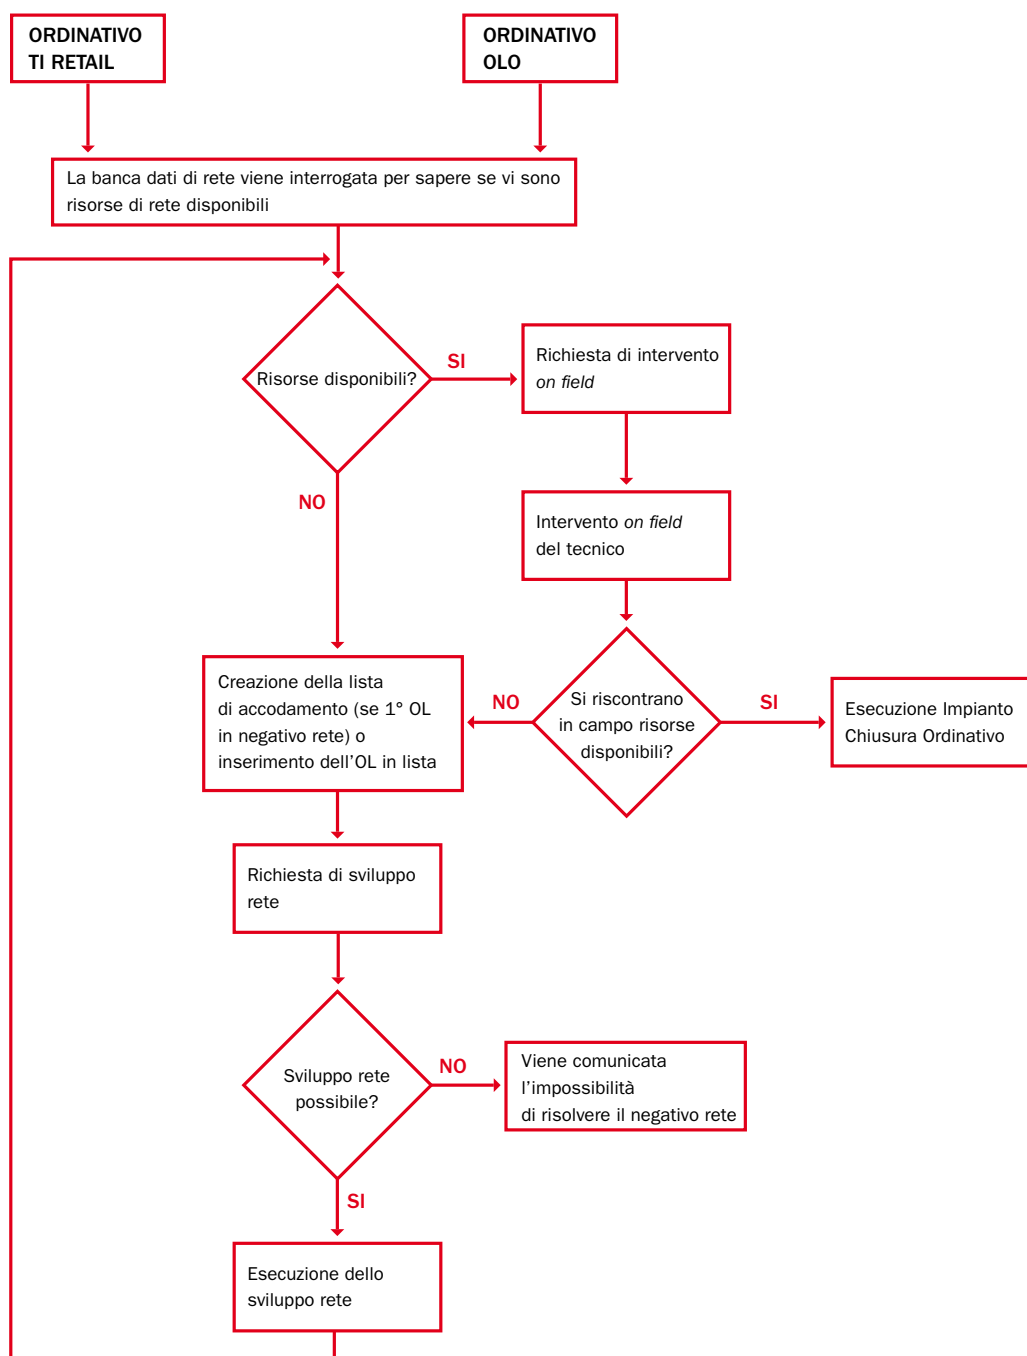 ORDINATIVO
TI RETAIL
ORDINATIVO
OLO
La banca dati di rete viene interrogata per sapere se vi sono
risorse di rete disponibili
Risorse disponibili?
SI
Richiesta di intervento
on field
NO
Intervento on field
del tecnico
Creazione della lista
di accodamento (se 1° OL
in negativo rete) o
inserimento dell'OL in lista
NO
Si riscontrano
in campo risorse
disponibili?
SI
Esecuzione Impianto
Chiusura Ordinativo
Richiesta di sviluppo
rete
Sviluppo rete
possibile?
NO
Viene comunicata
l'impossibilità
di risolvere il negativo rete
SI
Esecuzione dello
sviluppo rete